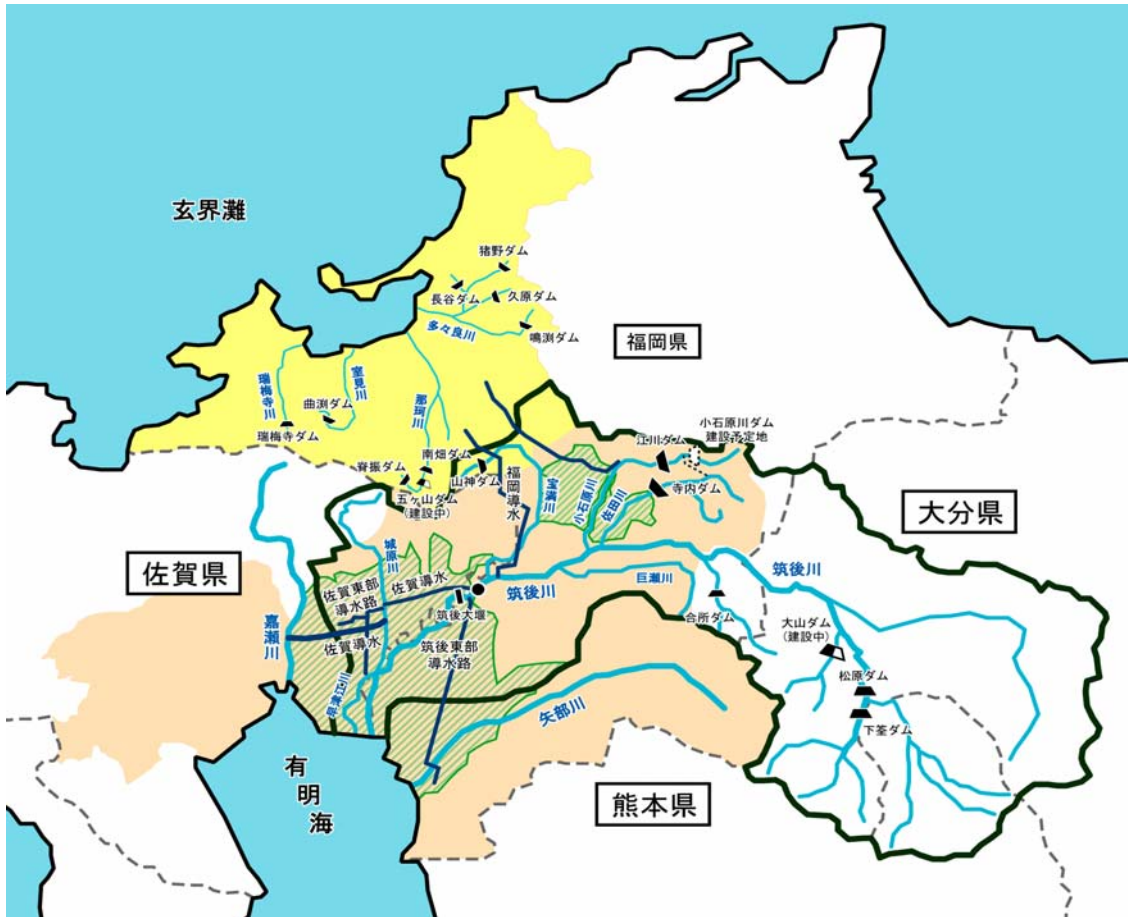 玄界灘
猪野ダム
長谷ダム
久原ダム
多々良川
鳴渕ダム
福岡県
瑞梅寺川
室見川
曲渕ダム
瑞梅寺ダム
那珂川
南畑ダム
脊振ダム
五ヶ山ダム
(建設中)
山神ダム
福岡導水
宝満川
小石原川
佐田川
江川ダム
小石原川ダム
建設予定地
寺内ダム
大分県
佐賀県
城原川
佐賀東部
導水路
佐賀導水
筑後大堰
筑後川
巨瀬川
合所ダム
筑後川
大山ダム
(建設中)
松原ダム
下筌ダム
嘉瀬川
佐賀導水
筑後東部
導水路
早津江川
矢部川
有明海
熊本県